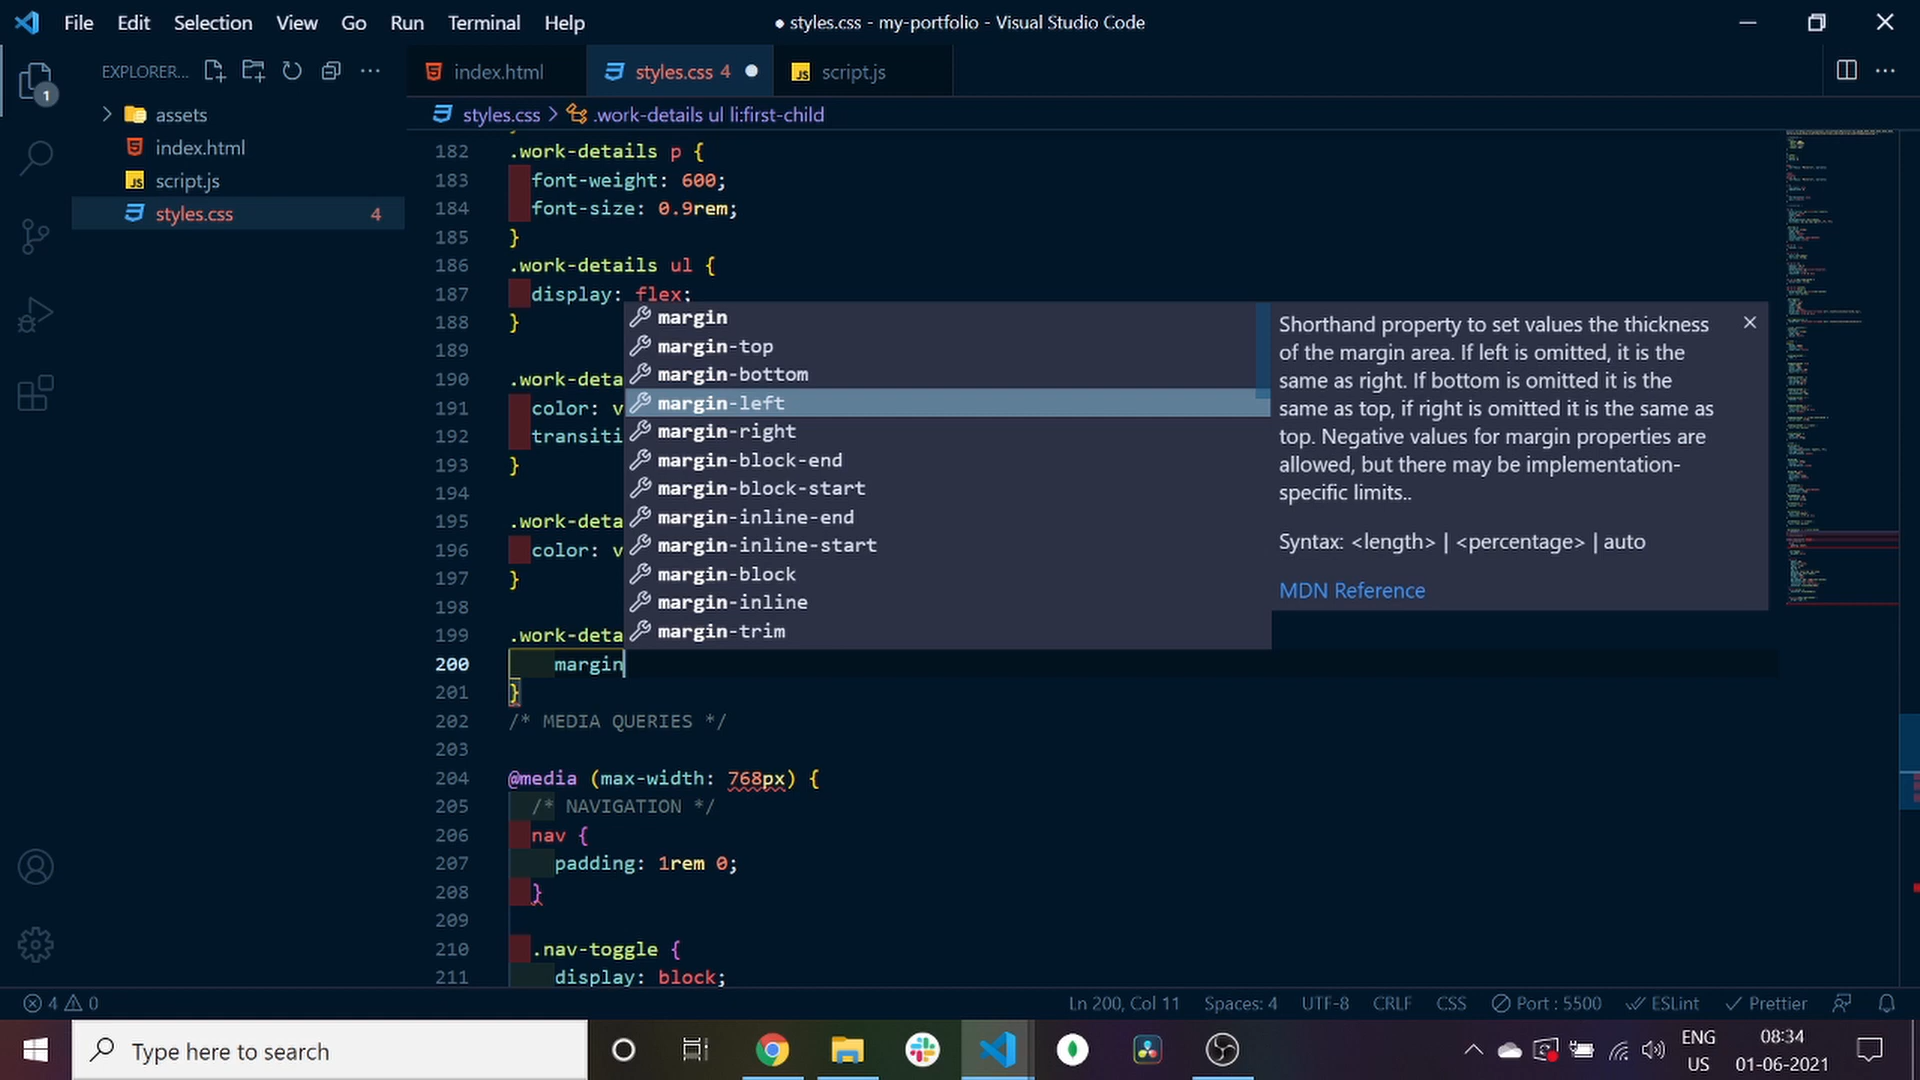 File Edit Selection View Go Run Terminal Help
● styles.css - my-portfolio - Visual Studio Code
EXPLORER...
index.html
styles.css 4
script.js
1
assets
index.html
script.js
styles.css 4
styles.css > .work-details ul li:first-child
182 .work-details p {
183 font-weight: 600;
184 font-size: 0.9rem;
185 }
186 .work-details ul {
187 display: flex;
188 }
189
190 .work-deta
191 color: v
192 transiti
193 }
194
195 .work-deta
196 color: v
197 }
198
199 .work-deta
200 margin
201 }
202 /* MEDIA QUERIES */
203
204 @media (max-width: 768px) {
205 /* NAVIGATION */
206 nav {
207 padding: 1rem 0;
208 }
209
210 .nav-toggle {
211 display: block;
margin
margin-top
margin-bottom
margin-left
margin-right
margin-block-end
margin-block-start
margin-inline-end
margin-inline-start
margin-block
margin-inline
margin-trim
Shorthand property to set values the thickness
of the margin area. If left is omitted, it is the
same as right. If bottom is omitted it is the
same as top, if right is omitted it is the same as
top. Negative values for margin properties are
allowed, but there may be implementation-
specific limits..
Syntax: <length> | <percentage> | auto
MDN Reference
4 0
Ln 200, Col 11 Spaces: 4 UTF-8 CRLF CSS Port : 5500 ESLint Prettier
Type here to search
ENG
US
08:34
01-06-2021